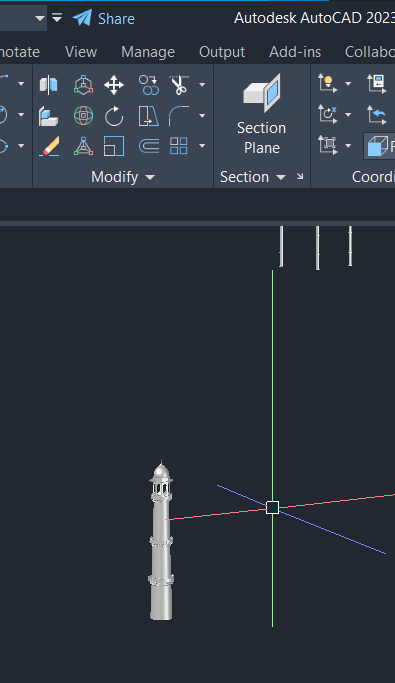 Share
Autodesk AutoCAD 2023
notate View Manage Output Add-ins Collabo
Section
Plane
Modify
Section
Coordi